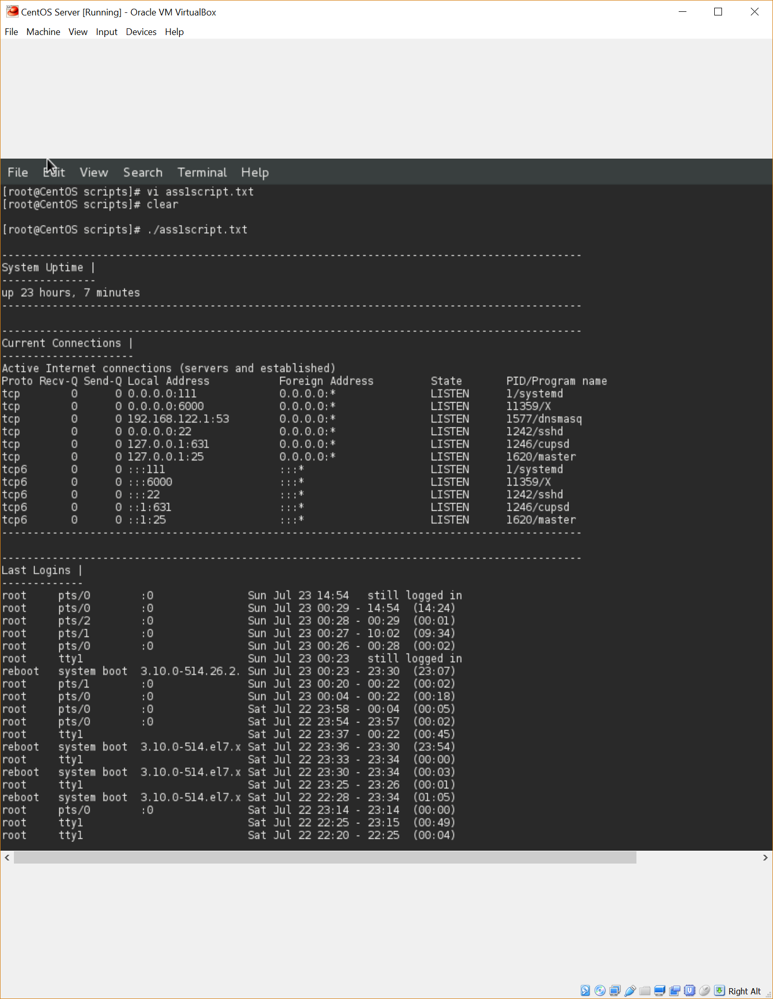 CentOS Server [Running] - Oracle VM VirtualBox
File Machine View Input Devices Help
File Edit View Search Terminal Help
[root@CentOS scripts]# vi ass1script.txt
[root@CentOS scripts]# clear
[root@CentOS scripts]# ./ass1script.txt
--------------------------------------------------------------------------------------------
System Uptime |
---------------
up 23 hours, 7 minutes
--------------------------------------------------------------------------------------------
--------------------------------------------------------------------------------------------
Current Connections |
---------------------
Active Internet connections (servers and established)
Proto Recv-Q Send-Q Local Address           Foreign Address         State       PID/Program name
tcp        0      0 0.0.0.0:111             0.0.0.0:*               LISTEN      1/systemd
tcp        0      0 0.0.0.0:6000            0.0.0.0:*               LISTEN      11359/X
tcp        0      0 192.168.122.1:53        0.0.0.0:*               LISTEN      1577/dnsmasq
tcp        0      0 0.0.0.0:22              0.0.0.0:*               LISTEN      1242/sshd
tcp        0      0 127.0.0.1:631           0.0.0.0:*               LISTEN      1246/cupsd
tcp        0      0 127.0.0.1:25            0.0.0.0:*               LISTEN      1620/master
tcp6       0      0 :::111                  :::*                    LISTEN      1/systemd
tcp6       0      0 :::6000                 :::*                    LISTEN      11359/X
tcp6       0      0 :::22                   :::*                    LISTEN      1242/sshd
tcp6       0      0 ::1:631                 :::*                    LISTEN      1246/cupsd
tcp6       0      0 ::1:25                  :::*                    LISTEN      1620/master
--------------------------------------------------------------------------------------------
--------------------------------------------------------------------------------------------
Last Logins |
-------------
root     pts/0        :0               Sun Jul 23 14:54   still logged in
root     pts/0        :0               Sun Jul 23 00:29 - 14:54  (14:24)
root     pts/2        :0               Sun Jul 23 00:28 - 00:29  (00:01)
root     pts/1        :0               Sun Jul 23 00:27 - 10:02  (09:34)
root     pts/0        :0               Sun Jul 23 00:26 - 00:28  (00:02)
root     tty1                          Sun Jul 23 00:23   still logged in
reboot   system boot  3.10.0-514.26.2. Sun Jul 23 00:23 - 23:30  (23:07)
root     pts/1        :0               Sun Jul 23 00:20 - 00:22  (00:02)
root     pts/0        :0               Sun Jul 23 00:04 - 00:22  (00:18)
root     pts/0        :0               Sat Jul 22 23:58 - 00:04  (00:05)
root     pts/0        :0               Sat Jul 22 23:54 - 23:57  (00:02)
root     tty1                          Sat Jul 22 23:37 - 00:22  (00:45)
reboot   system boot  3.10.0-514.el7.x Sat Jul 22 23:36 - 23:30  (23:54)
root     tty1                          Sat Jul 22 23:33 - 23:34  (00:00)
reboot   system boot  3.10.0-514.el7.x Sat Jul 22 23:30 - 23:34  (00:03)
root     tty1                          Sat Jul 22 23:25 - 23:26  (00:01)
reboot   system boot  3.10.0-514.el7.x Sat Jul 22 22:28 - 23:34  (01:05)
root     pts/0        :0               Sat Jul 22 23:14 - 23:14  (00:00)
root     tty1                          Sat Jul 22 22:25 - 23:15  (00:49)
root     tty1                          Sat Jul 22 22:20 - 22:25  (00:04)
Right Alt